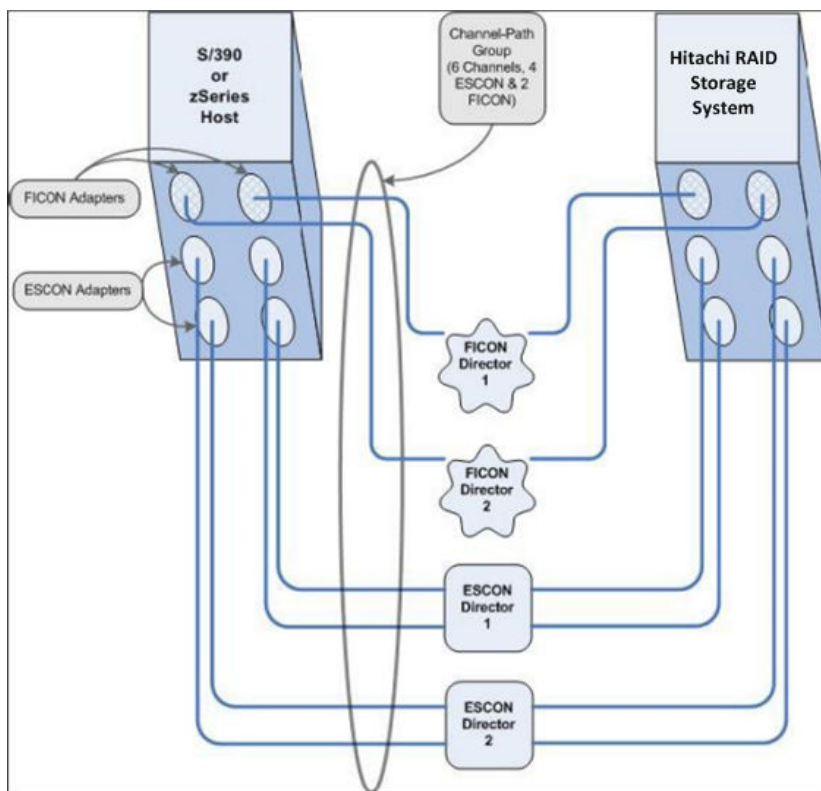 S/390
or
zSeries
Host
Channel-Path
Group
(6 Channels, 4
ESCON & 2
FICON)
Hitachi RAID
Storage
System
FICON Adapters
ESCON Adapters
FICON
Director
1
FICON
Director
2
ESCON
Director
1
ESCON
Director
2